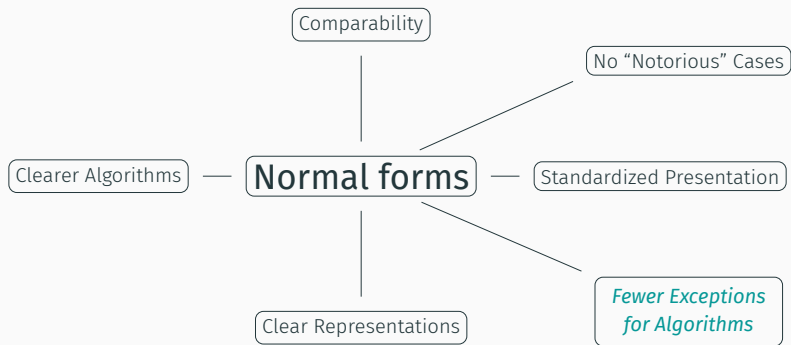 Comparability
No “Notorious” Cases
Clearer Algorithms
Normal forms
Standardized Presentation
Fewer Exceptions
for Algorithms
Clear Representations